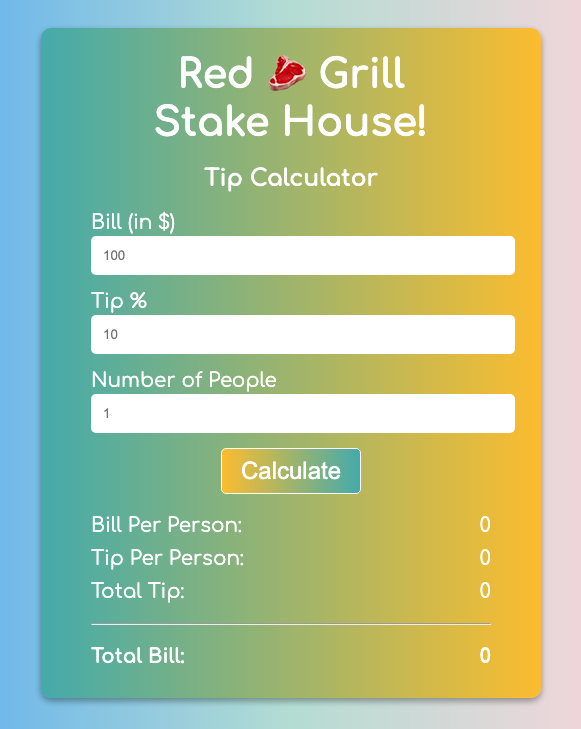 Red 🥩 Grill
Stake House!
Tip Calculator
Bill (in $)
100
Tip %
10
Number of People
1
Calculate
Bill Per Person: 0
Tip Per Person: 0
Total Tip: 0
Total Bill: 0